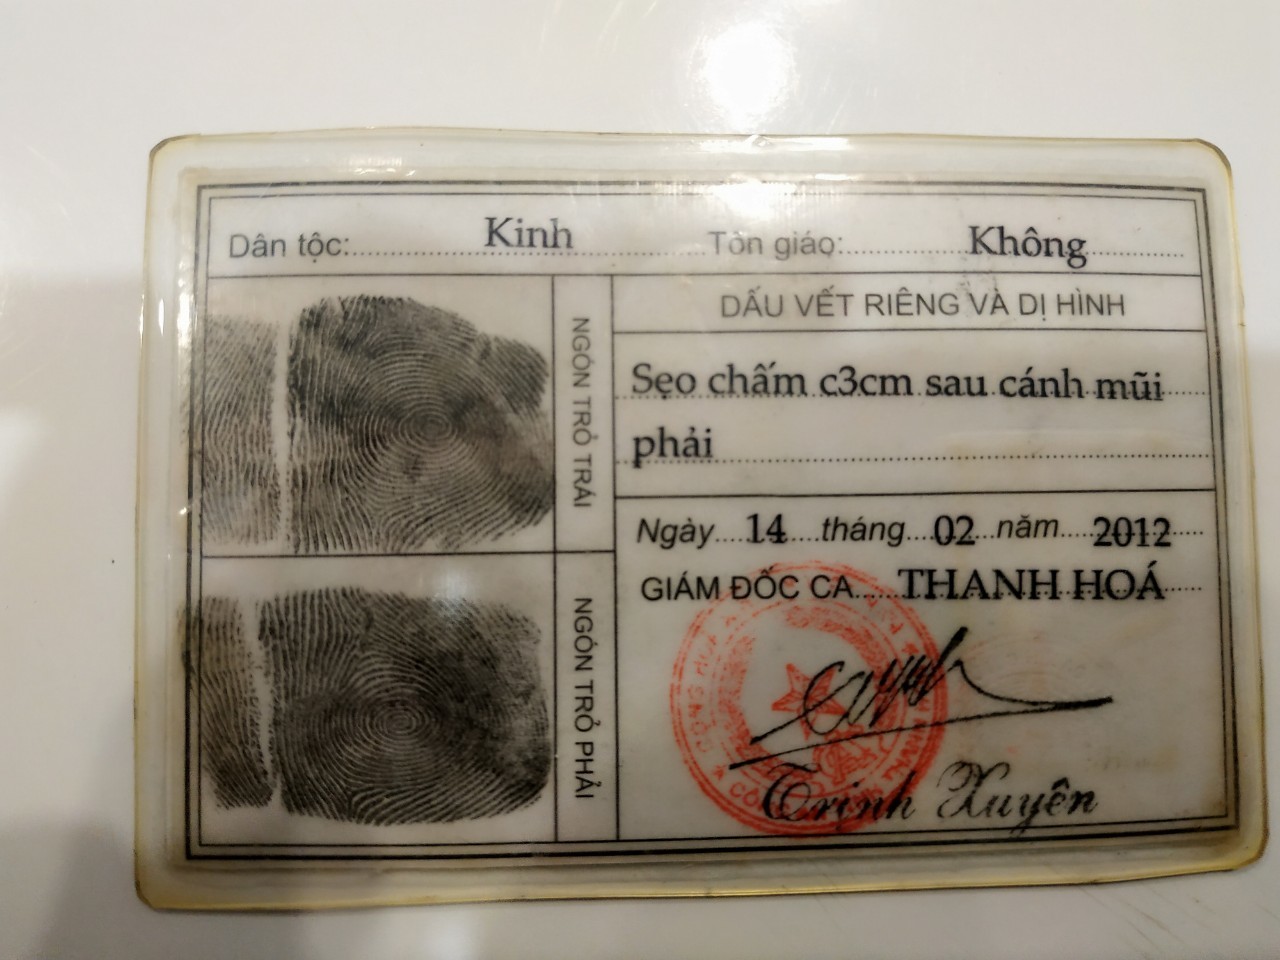 Dân tộc: Kinh Tôn giáo: Không
NGÓN TRỎ TRÁI
NGÓN TRỎ PHẢI
DẤU VẾT RIÊNG VÀ DỊ HÌNH
Sẹo chấm c3cm sau cánh mũi
phải
Ngày 14 tháng 02 năm 2012
GIÁM ĐỐC CA THANH HOÁ
Trịnh Xuyên